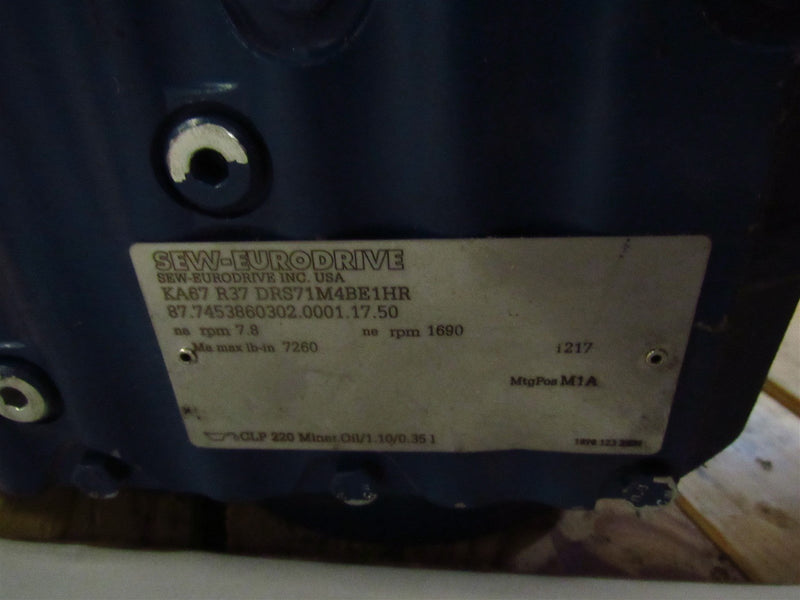 SEW-EURODRIVE
SEW-EURODRIVE INC. USA
KA67 R37 DRS71M4BE1HR
87.7453860302.0001.17.50
na rpm 7.8 ne rpm 1690
Ma max lb-in 7260 i 217
MtgPos M1A
CLP 220 Miner.Oil/1.10/0.35 l